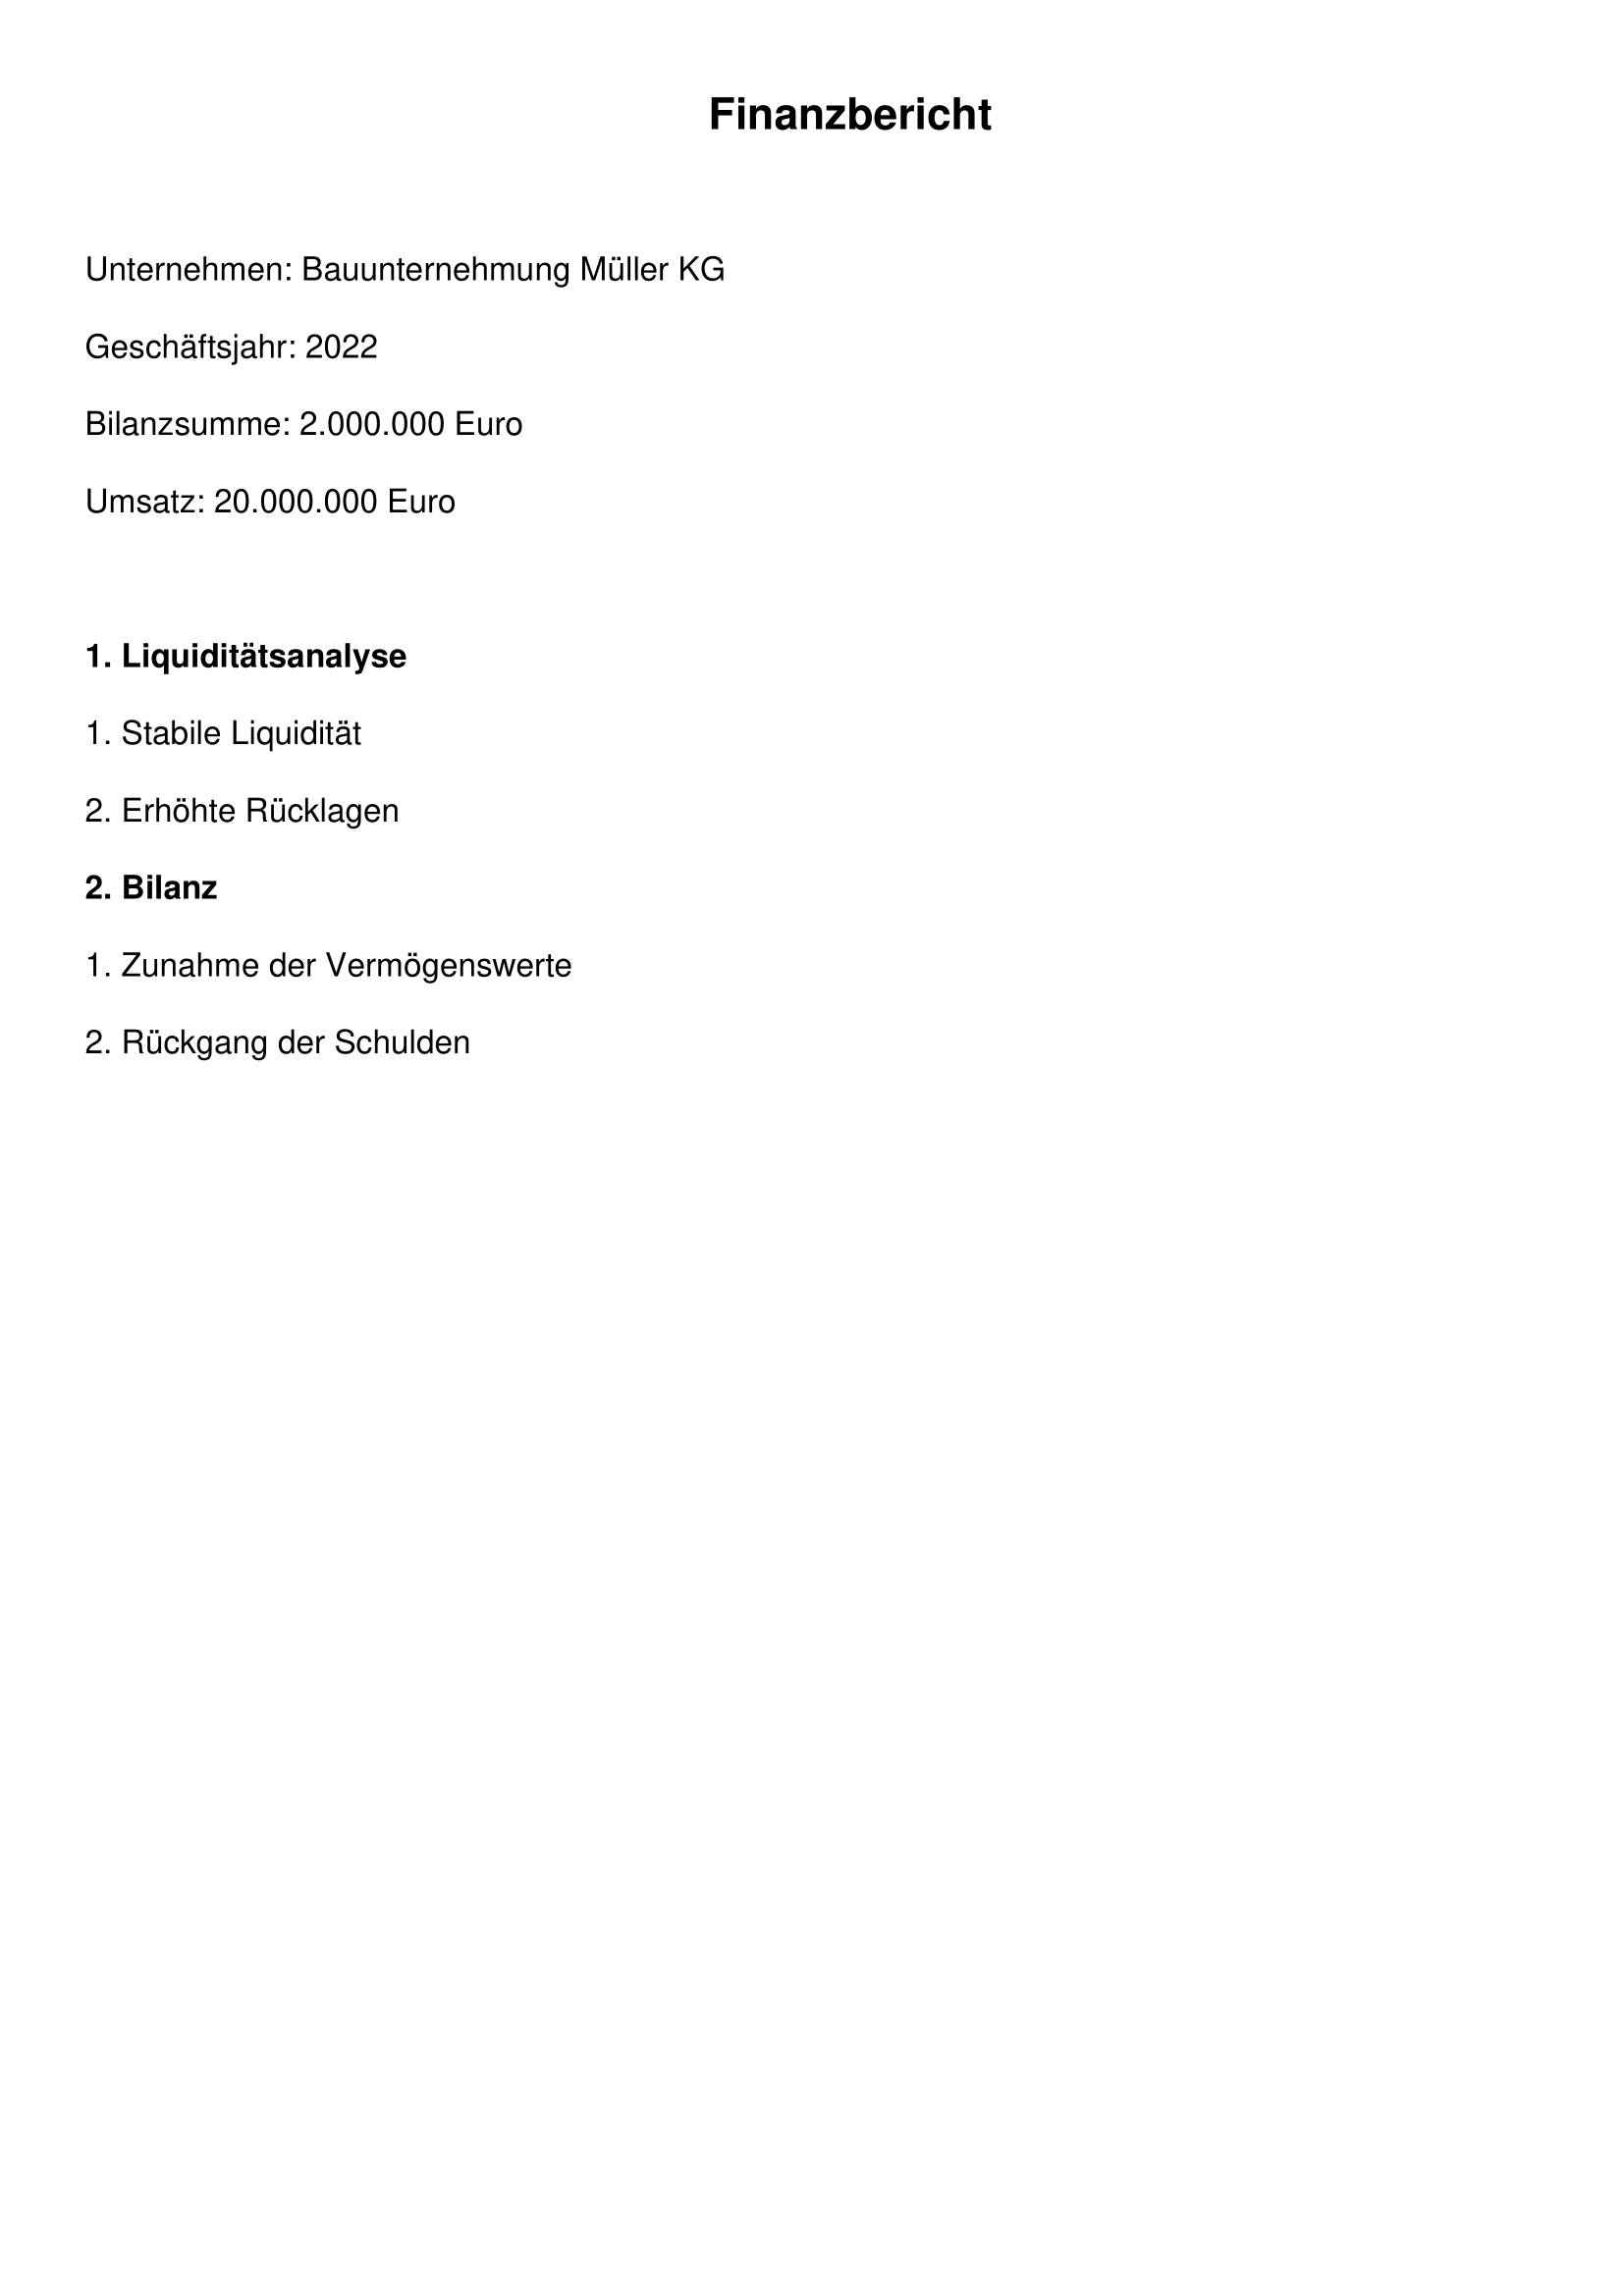 Finanzbericht
Unternehmen: Bauunternehmung Müller KG
Geschäftsjahr: 2022
Bilanzsumme: 2.000.000 Euro
Umsatz: 20.000.000 Euro
1. Liquiditätsanalyse
1. Stabile Liquidität
2. Erhöhte Rücklagen
2. Bilanz
1. Zunahme der Vermögenswerte
2. Rückgang der Schulden